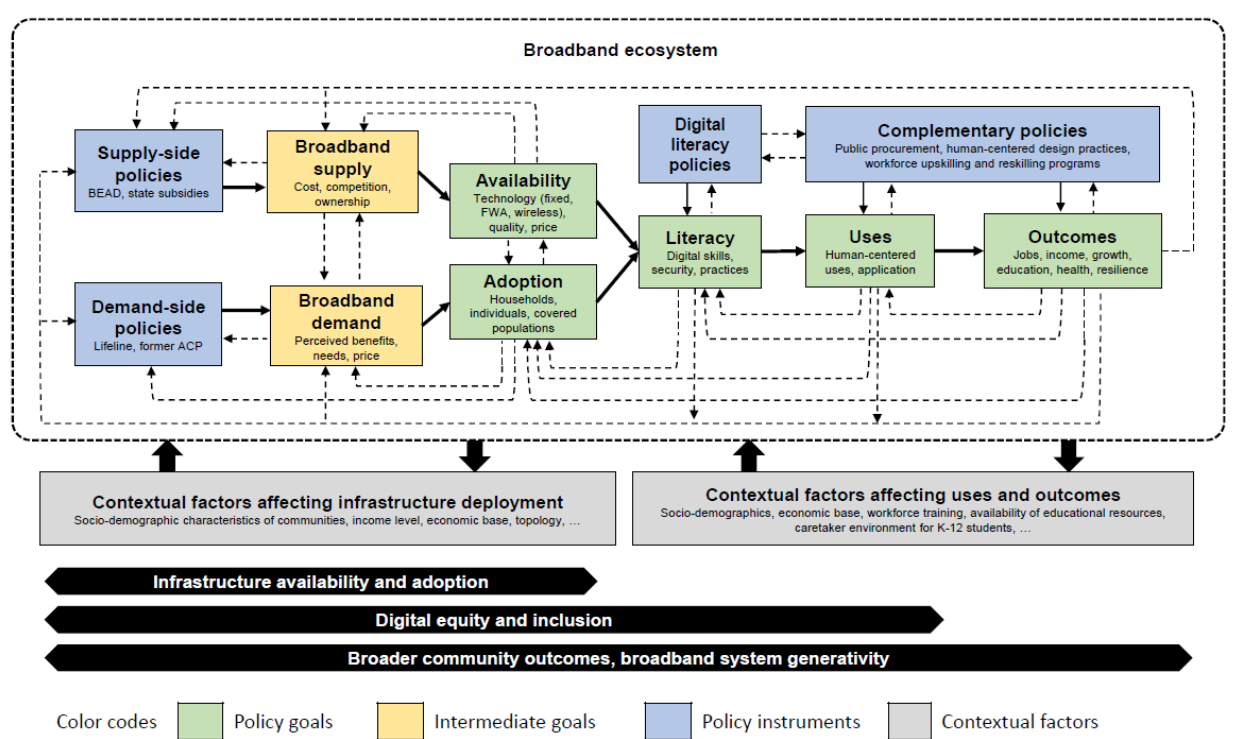 Broadband ecosystem
Supply-side
policies
BEAD, state subsidies
Broadband
supply
Cost, competition,
ownership
Availability
Technology (fixed,
FWA, wireless),
quality, price
Digital
literacy
policies
Complementary policies
Public procurement, human-centered design practices,
workforce upskilling and reskilling programs
Demand-side
policies
Lifeline, former ACP
Broadband
demand
Perceived benefits,
needs, price
Adoption
Households,
individuals, covered
populations
Literacy
Digital skills,
security, practices
Uses
Human-centered
uses, application
Outcomes
Jobs, income, growth,
education, health, resilience
Contextual factors affecting infrastructure deployment
Socio-demographic characteristics of communities, income level, economic base, topology, …
Contextual factors affecting uses and outcomes
Socio-demographics, economic base, workforce training, availability of educational resources,
caretaker environment for K-12 students, …
Infrastructure availability and adoption
Digital equity and inclusion
Broader community outcomes, broadband system generativity
Color codes
Policy goals
Intermediate goals
Policy instruments
Contextual factors